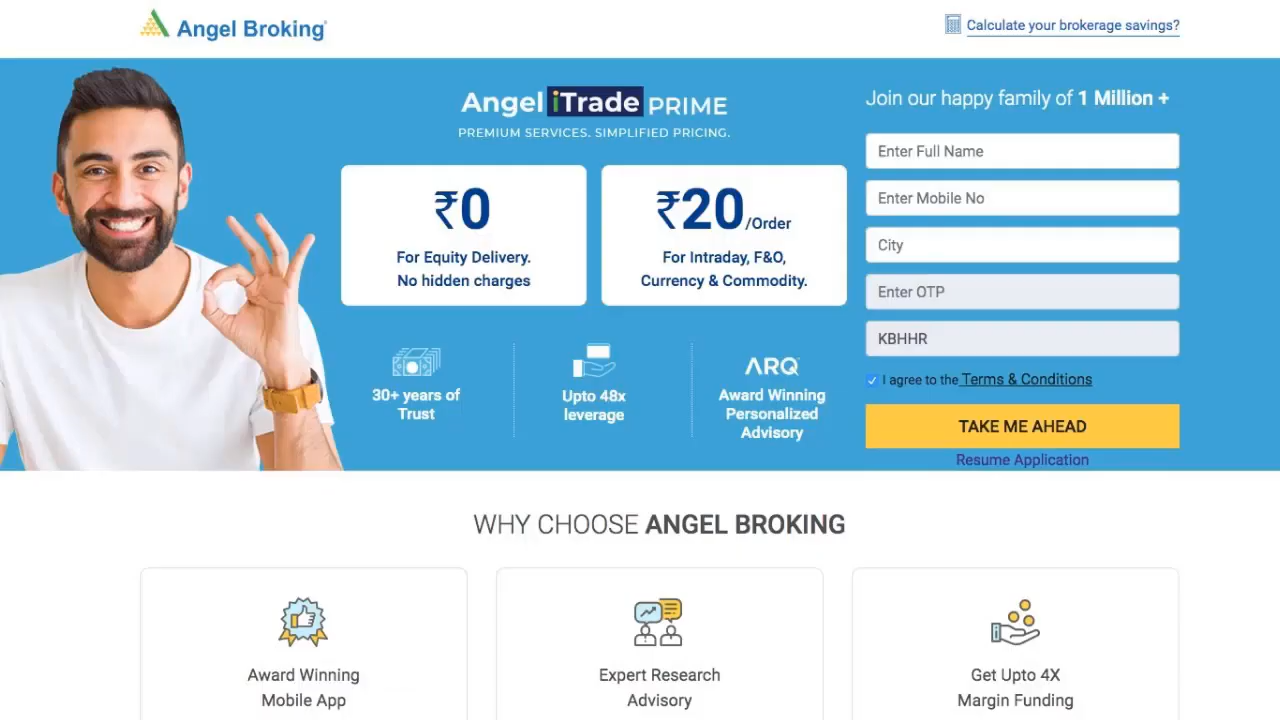 Angel Broking
Calculate your brokerage savings?
Angel iTrade PRIME
PREMIUM SERVICES. SIMPLIFIED PRICING.
₹0
For Equity Delivery.
No hidden charges
₹20/Order
For Intraday, F&O,
Currency & Commodity.
30+ years of
Trust
Upto 48x
leverage
ARQ
Award Winning
Personalized
Advisory
Join our happy family of 1 Million +
Enter Full Name
Enter Mobile No
City
Enter OTP
KBHHR
I agree to the Terms & Conditions
TAKE ME AHEAD
Resume Application
WHY CHOOSE ANGEL BROKING
Award Winning
Mobile App
Expert Research
Advisory
Get Upto 4X
Margin Funding